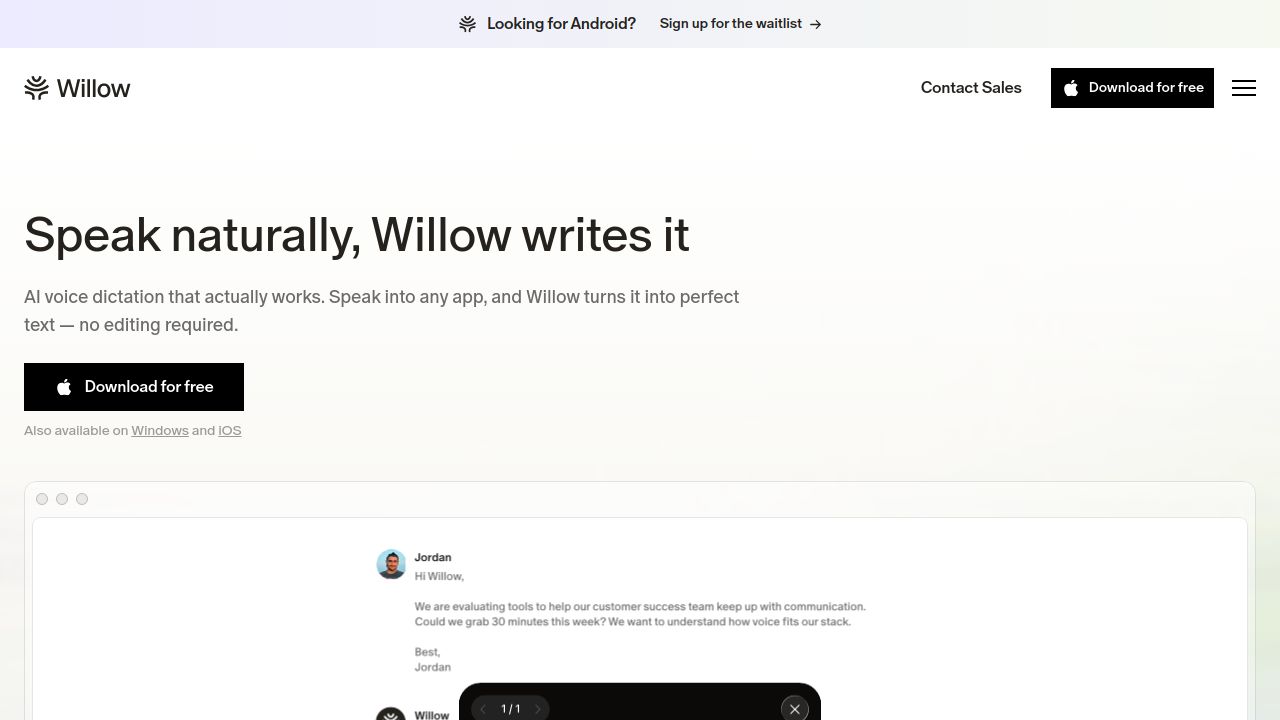 Looking for Android? Sign up for the waitlist →
Willow
Contact Sales
Download for free
Speak naturally, Willow writes it
AI voice dictation that actually works. Speak into any app, and Willow turns it into perfect
text — no editing required.
Download for free
Also available on Windows and iOS
Jordan
Hi Willow,
We are evaluating tools to help our customer success team keep up with communication.
Could we grab 30 minutes this week? We want to understand how voice fits our stack.
Best,
Jordan
Willow
1 / 1